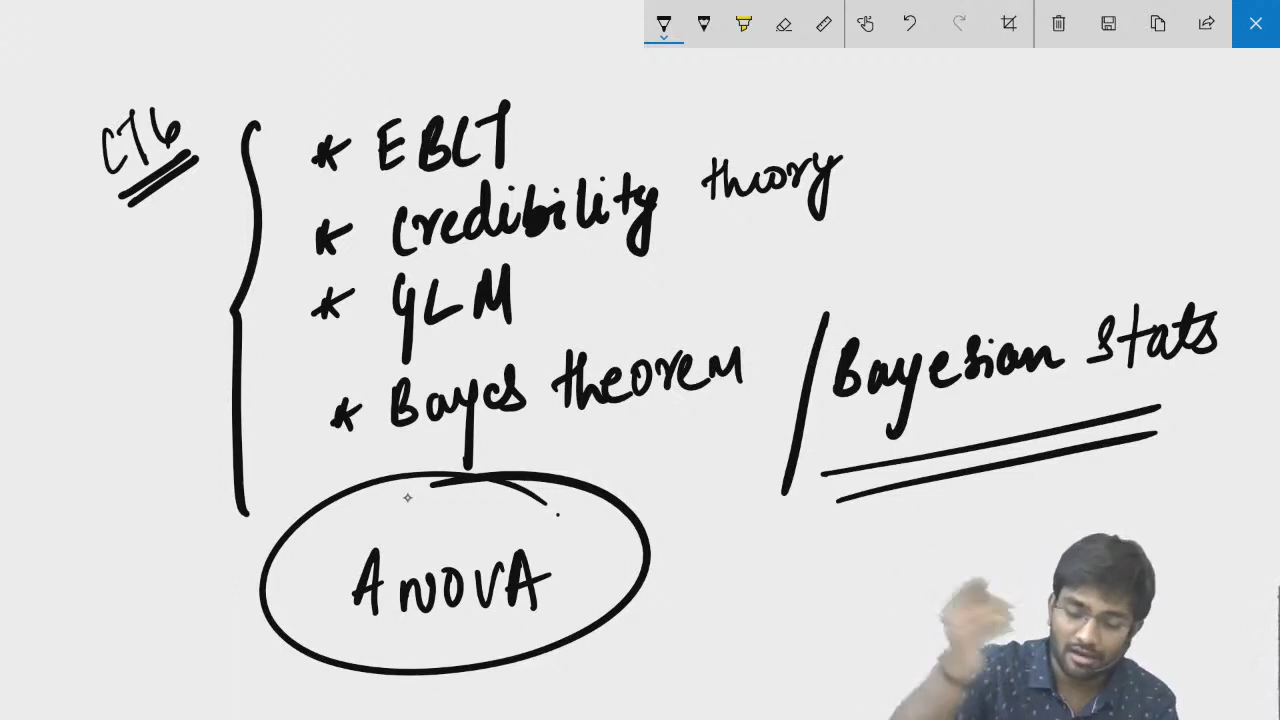 CT6
* EBCT
* Credibility theory
* GLM
* Bayes theorem / Bayesian Stats
ANOVA